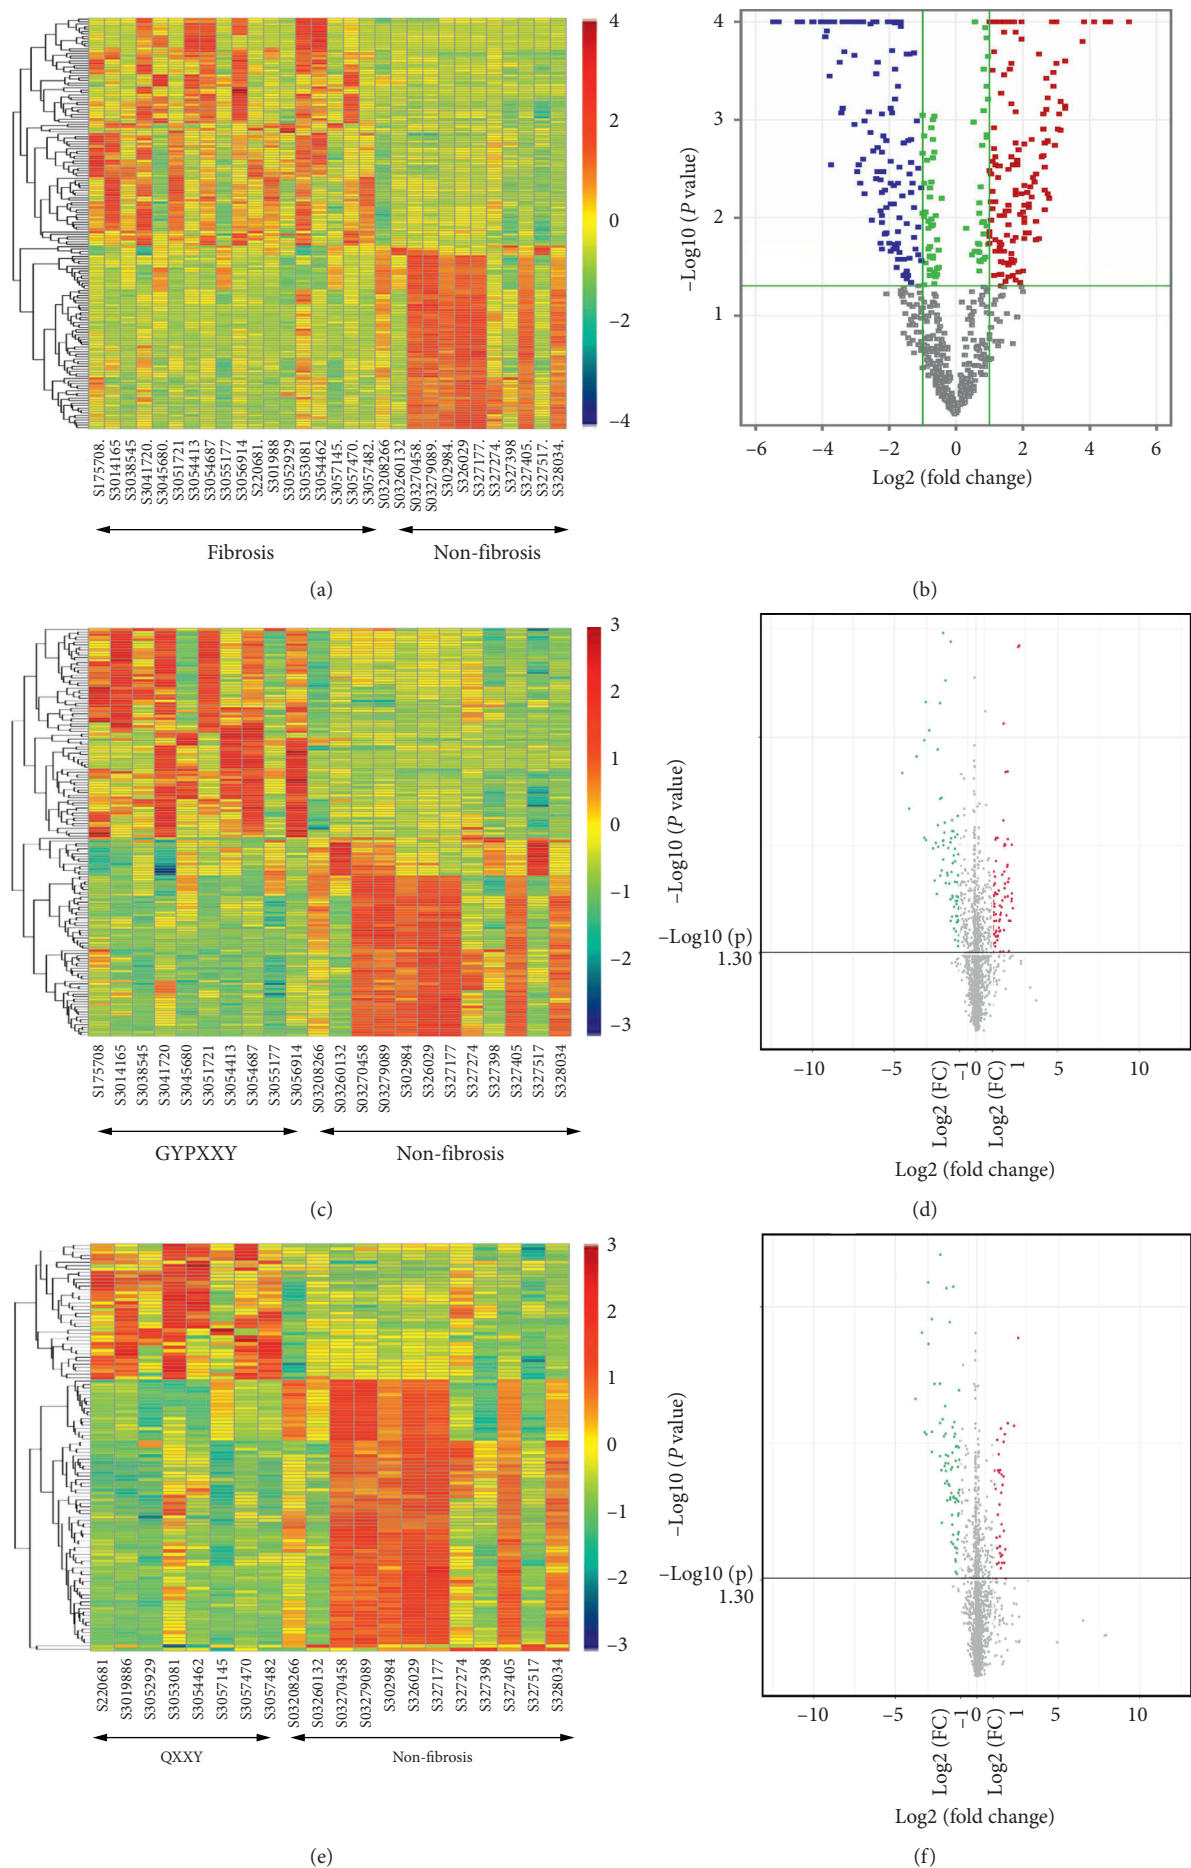 4
2
0
−2
−4
S175708.
S3014165
S3038545
S3041720.
S3045680.
S3051721
S3054413
S3054687
S3055177
S3056914
S220681.
S301988
S3052929
S3053081
S3054462
S3057145.
S3057470.
S3057482.
S03208266
S03260132
S03270458.
S03279089.
S302984.
S326029
S327177.
S327274.
S327398
S327405.
S327517.
S328034.
Fibrosis
Non-fibrosis
(a)
4
3
2
1
−Log10 (P value)
−6
−4
−2
0
2
4
6
Log2 (fold change)
(b)
3
2
1
0
−1
−2
−3
S175708
S3014165
S3038545
S3041720
S3045680
S3051721
S3054413
S3054687
S3055177
S3056914
S03208266
S03260132
S03270458
S03279089
S302984
S326029
S327177
S327274
S327398
S327405
S327517
S328034
GYPXXY
Non-fibrosis
(c)
−Log10 (P value)
−Log10 (p)
1.30
−10
−5
Log2 (FC)
−1
0
Log2 (FC)
1
5
10
Log2 (fold change)
(d)
3
2
1
0
−1
−2
−3
S220681
S3019886
S3052929
S3053081
S3054462
S3057145
S3057470
S3057482
S03208266
S03260132
S03270458
S03279089
S302984
S326029
S327177
S327274
S327398
S327405
S327517
S328034
QXXY
Non-fibrosis
(e)
−Log10 (P value)
−Log10 (p)
1.30
−10
−5
Log2 (FC)
−1
0
Log2 (FC)
1
5
10
Log2 (fold change)
(f)